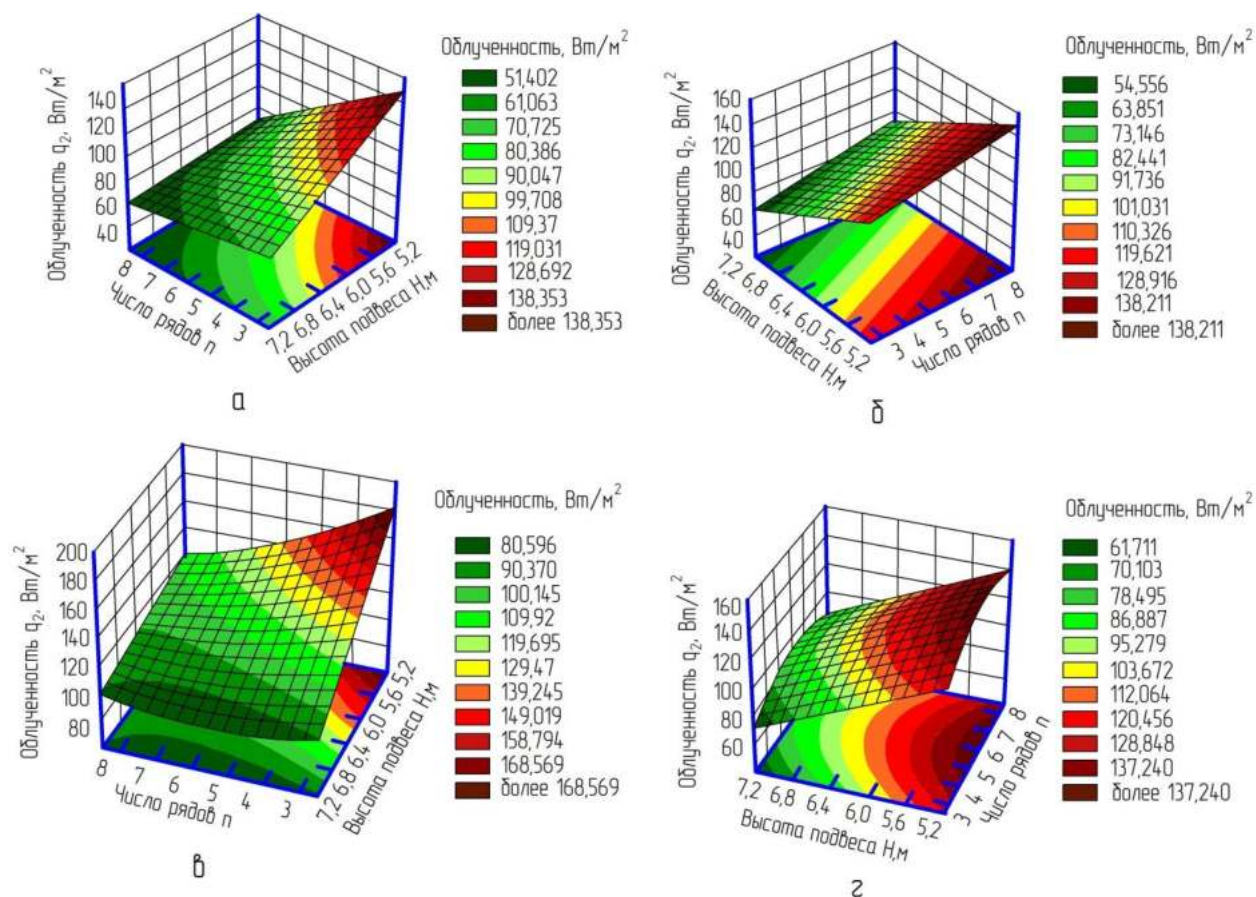 Облученность q₂, Вт/м²
140
120
100
80
60
40
8 7 6 5 4 3
Число рядов n
7,2 6,8 6,4 6,0 5,6 5,2
Высота подвеса Н,м
Облученность, Вт/м²
51,402
61,063
70,725
80,386
90,047
99,708
109,37
119,031
128,692
138,353
более 138,353
а
Облученность q₂, Вт/м²
160
140
120
100
80
60
40
7,2 6,8 6,4 6,0 5,6 5,2
Высота подвеса Н,м
3 4 5 6 7 8
Число рядов n
Облученность, Вт/м²
54,556
63,851
73,146
82,441
91,736
101,031
110,326
119,621
128,916
138,211
более 138,211
б
Облученность q₂, Вт/м²
200
180
160
140
120
100
80
8 7 6 5 4 3
Число рядов n
7,2 6,8 6,4 6,0 5,6 5,2
Высота подвеса Н,м
Облученность, Вт/м²
80,596
90,370
100,145
109,92
119,695
129,47
139,245
149,019
158,794
168,569
более 168,569
в
Облученность q₂, Вт/м²
160
140
120
100
80
60
7,2 6,8 6,4 6,0 5,6 5,2
Высота подвеса Н,м
3 4 5 6 7 8
Число рядов n
Облученность, Вт/м²
61,711
70,103
78,495
86,887
95,279
103,672
112,064
120,456
128,848
137,240
более 137,240
г